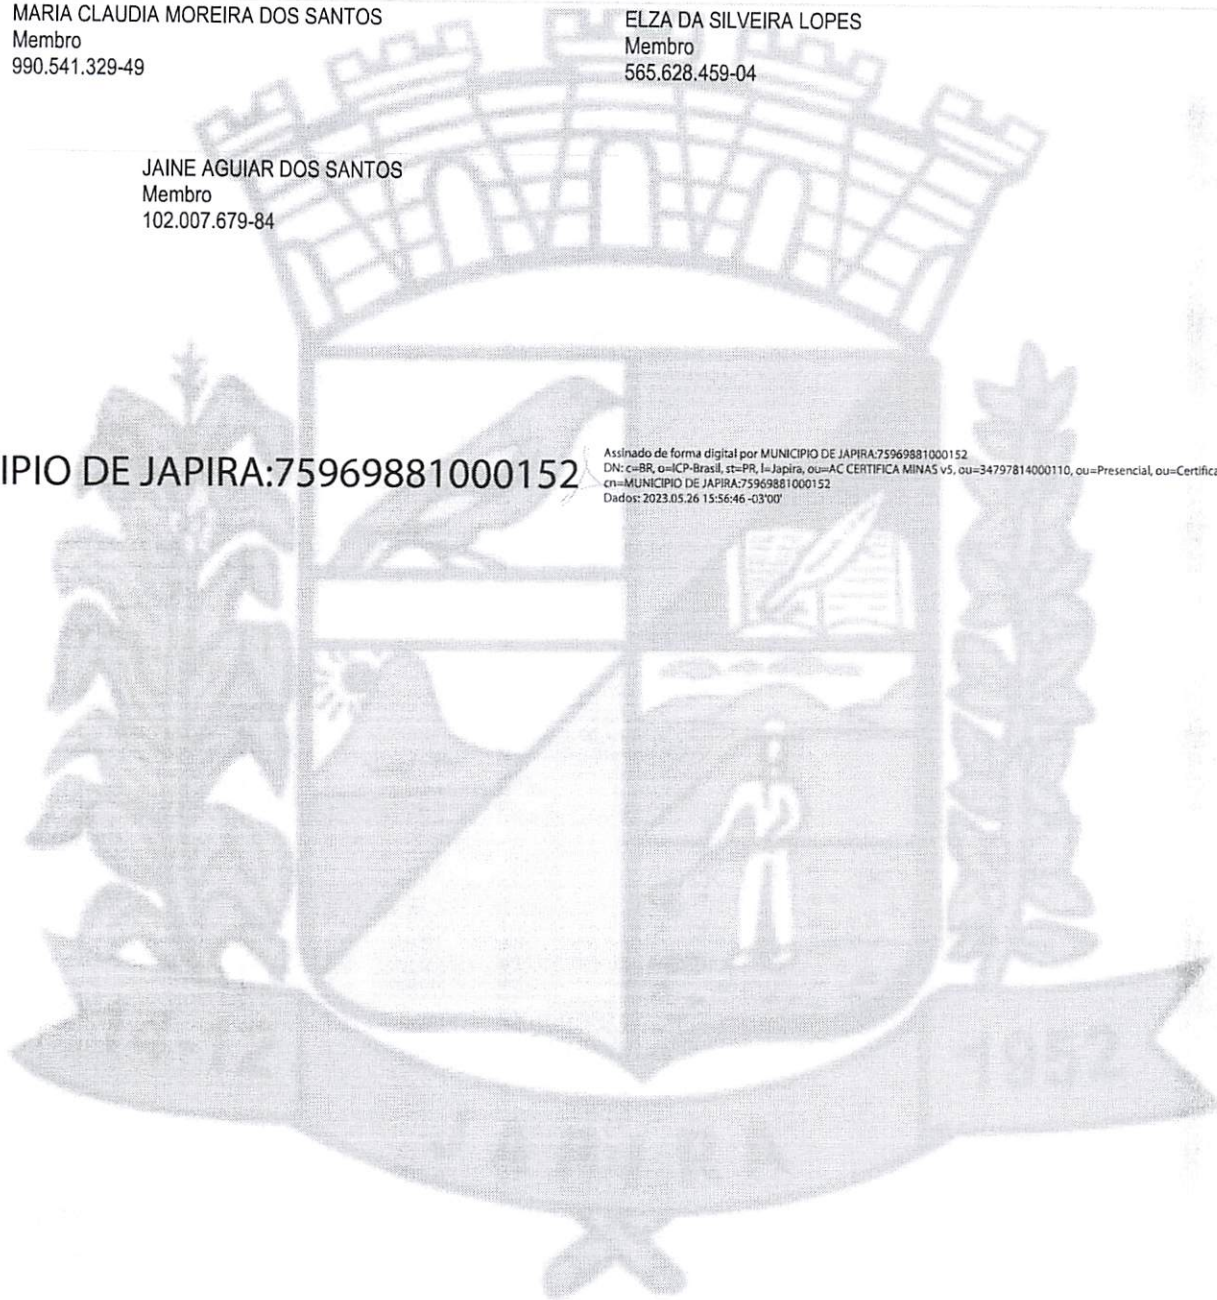 MARIA CLAUDIA MOREIRA DOS SANTOS
Membro
990.541.329-49
ELZA DA SILVEIRA LOPES
Membro
565.628.459-04
JAINE AGUIAR DOS SANTOS
Membro
102.007.679-84
IPIO DE JAPIRA:75969881000152
Assinado de forma digital por MUNICIPIO DE JAPIRA:75969881000152
DN: c=BR, o=ICP-Brasil, st=PR, l=Japira, ou=AC CERTIFICA MINAS v5, ou=34797814000110, ou=Presencial, ou=Certifica
cn=MUNICIPIO DE JAPIRA:75969881000152
Dados: 2023.05.26 15:56:46 -03'00'
1952
JAPIRA